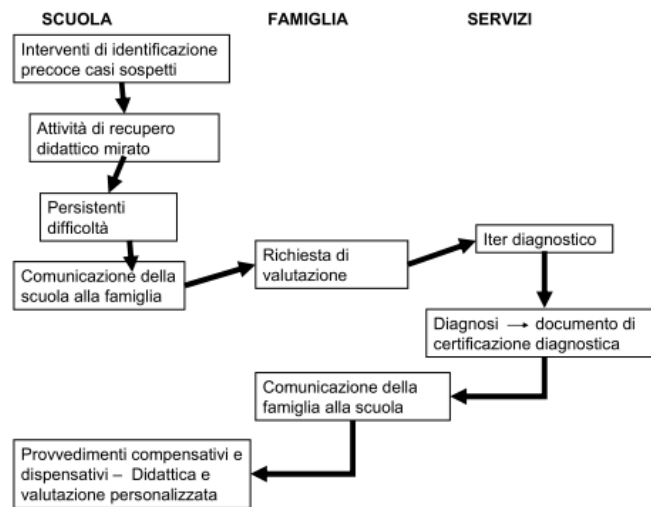 SCUOLA
FAMIGLIA
SERVIZI
Interventi di identificazione
precoce casi sospetti
Attività di recupero
didattico mirato
Persistenti
difficoltà
Comunicazione della
scuola alla famiglia
Richiesta di
valutazione
Iter diagnostico
Diagnosi → documento di
certificazione diagnostica
Comunicazione della
famiglia alla scuola
Provvedimenti compensativi e
dispensativi – Didattica e
valutazione personalizzata